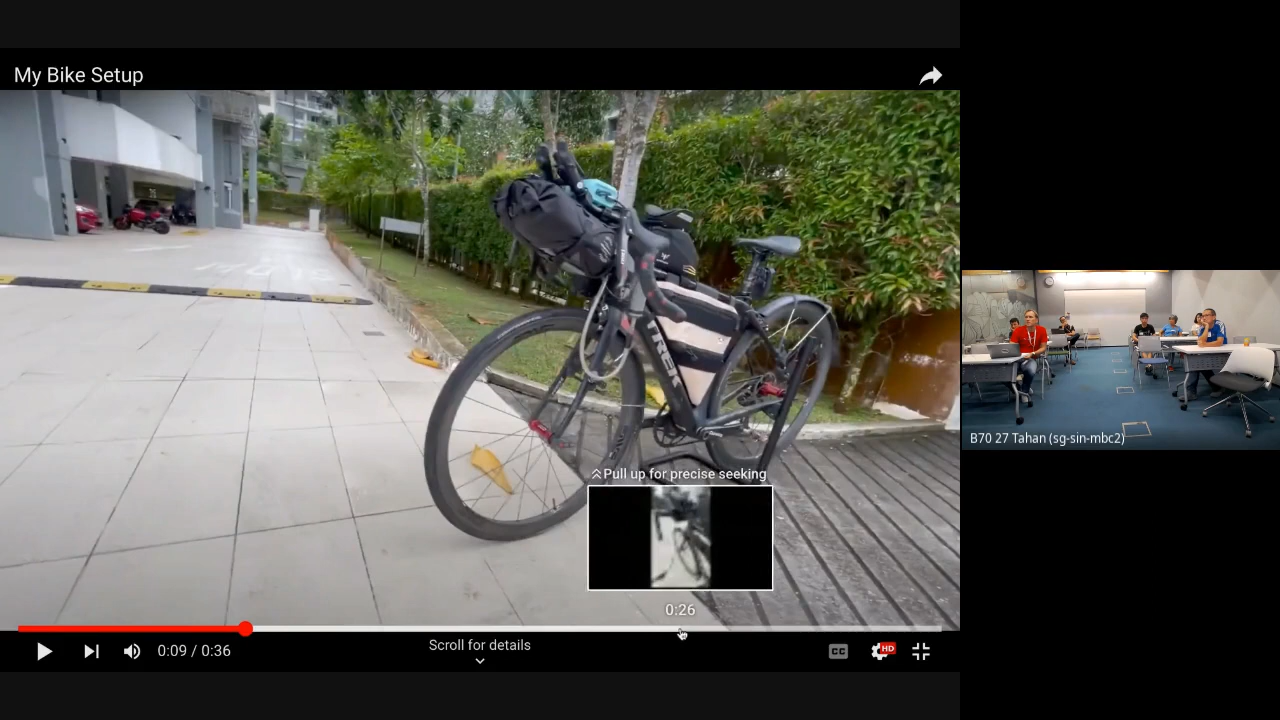 My Bike Setup
TREK
Pull up for precise seeking
0:26
0:09 / 0:36
Scroll for details
CC
HD
B70 27 Tahan (sg-sin-mbc2)